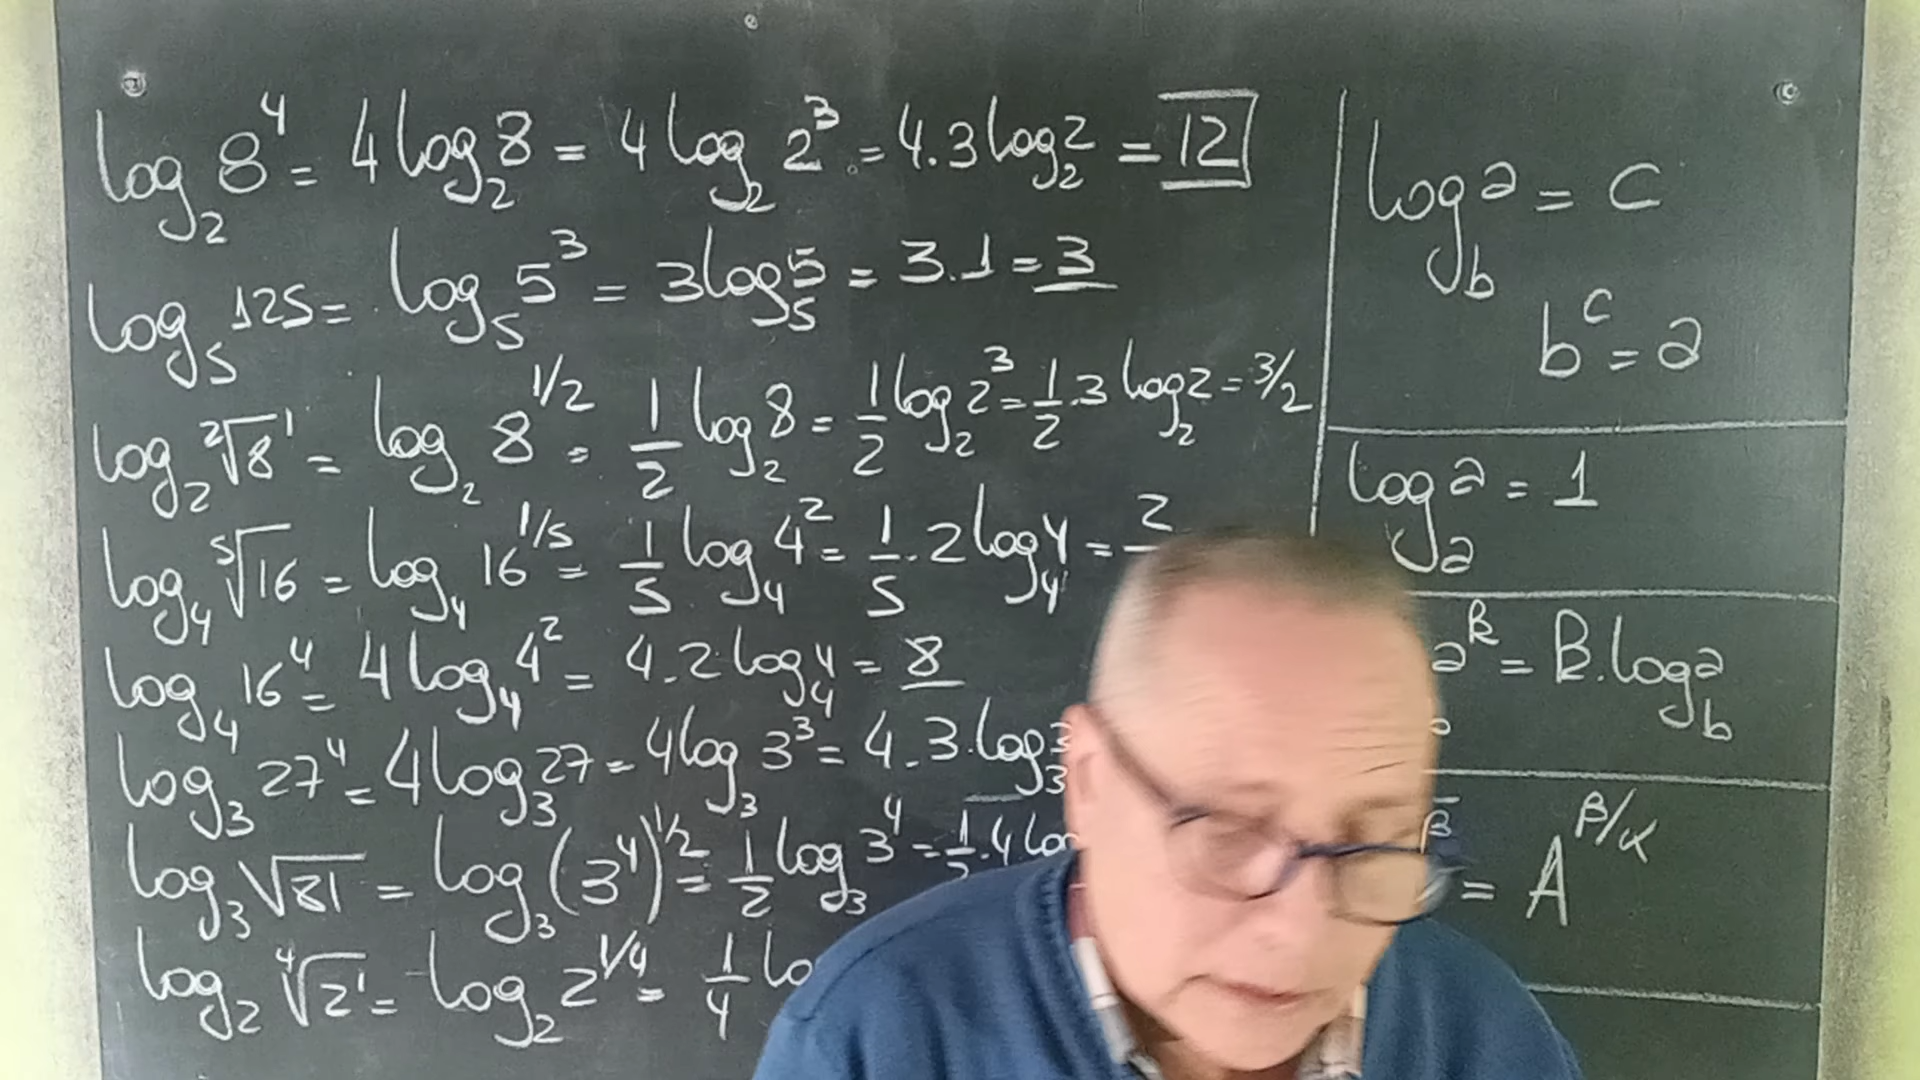 log₂ 8⁴ = 4 log₂ 8 = 4 log₂ 2³ = 4.3 log₂ 2 = 12
log₅ 125 = log₅ 5³ = 3 log₅ 5 = 3.1 = 3
log₂ ²√8 = log₂ 8^1/2 = 1/2 log₂ 8 = 1/2 log₂ 2³ = 1/2 . 3 log₂ 2 = 3/2
log₄ ⁵√16 = log₄ 16^1/5 = 1/5 log₄ 4² = 1/5 . 2 log₄ 4 = 2
log₄ 16⁴ = 4 log₄ 4² = 4.2 log₄ 4 = 8
log₃ 27⁴ = 4 log₃ 27 = 4 log₃ 3³ = 4.3.log₃ 3
log₃ √81 = log₃ (3⁴)^1/2 = 1/2 log₃ 3⁴ = 1/2 . 4 lo
log₂ ⁴√2 = log₂ 2^1/4 = 1/4 lo
log_b a = c
b^c = a
log_a a = 1
a^B = B.log_b a
β = A^β/α